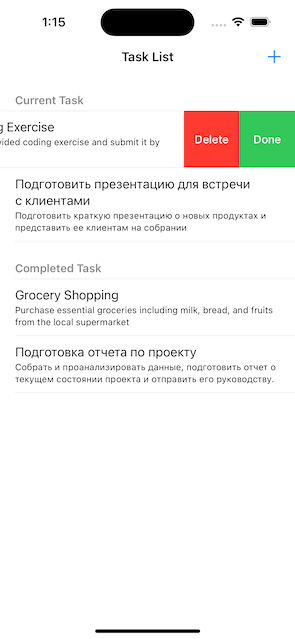 1:15
Task List
+
Current Task
g Exercise
vided coding exercise and submit it by
Delete
Done
Подготовить презентацию для встречи
с клиентами
Подготовить краткую презентацию о новых продуктах и
представить ее клиентам на собрании
Completed Task
Grocery Shopping
Purchase essential groceries including milk, bread, and fruits
from the local supermarket
Подготовка отчета по проекту
Собрать и проанализировать данные, подготовить отчет о
текущем состоянии проекта и отправить его руководству.